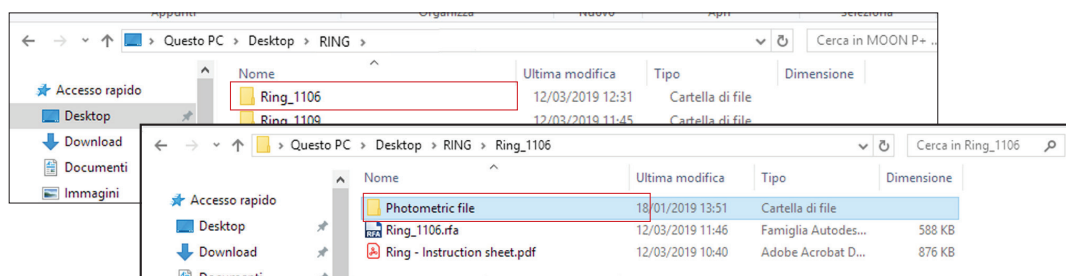 Appunti Organizza Nuovo Apri Seleziona
Questo PC > Desktop > RING > Cerca in MOON P+ ..
Nome Ultima modifica Tipo Dimensione
Accesso rapido
Ring_1106 12/03/2019 12:31 Cartella di file
Desktop
Ring_1109 12/03/2019 11:45 Cartella di file
Download
Documenti
Immagini
Questo PC > Desktop > RING > Ring_1106 Cerca in Ring_1106
Nome Ultima modifica Tipo Dimensione
Accesso rapido
Photometric file 18/01/2019 13:51 Cartella di file
Desktop
RFA Ring_1106.rfa 12/03/2019 11:46 Famiglia Autodes... 588 KB
Download
Ring - Instruction sheet.pdf 12/03/2019 10:40 Adobe Acrobat D... 876 KB
Documenti